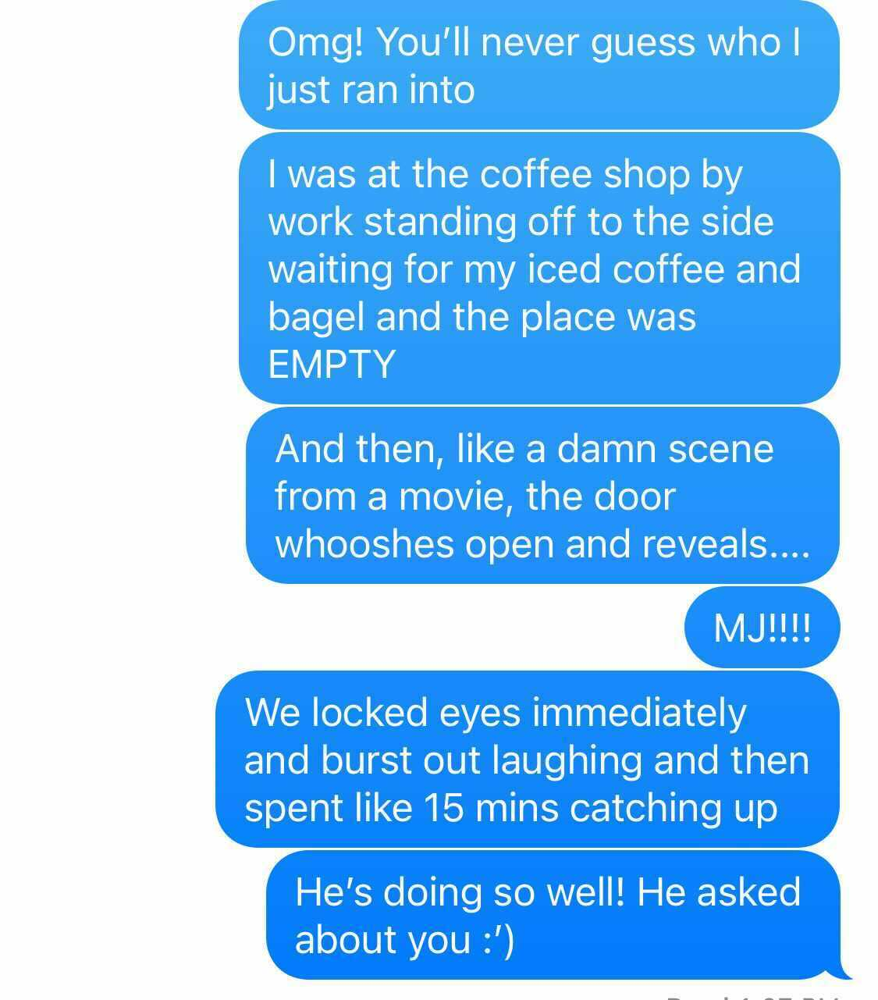 Omg! You’ll never guess who I
just ran into
I was at the coffee shop by
work standing off to the side
waiting for my iced coffee and
bagel and the place was
EMPTY
And then, like a damn scene
from a movie, the door
whooshes open and reveals....
MJ!!!!
We locked eyes immediately
and burst out laughing and then
spent like 15 mins catching up
He’s doing so well! He asked
about you :’)